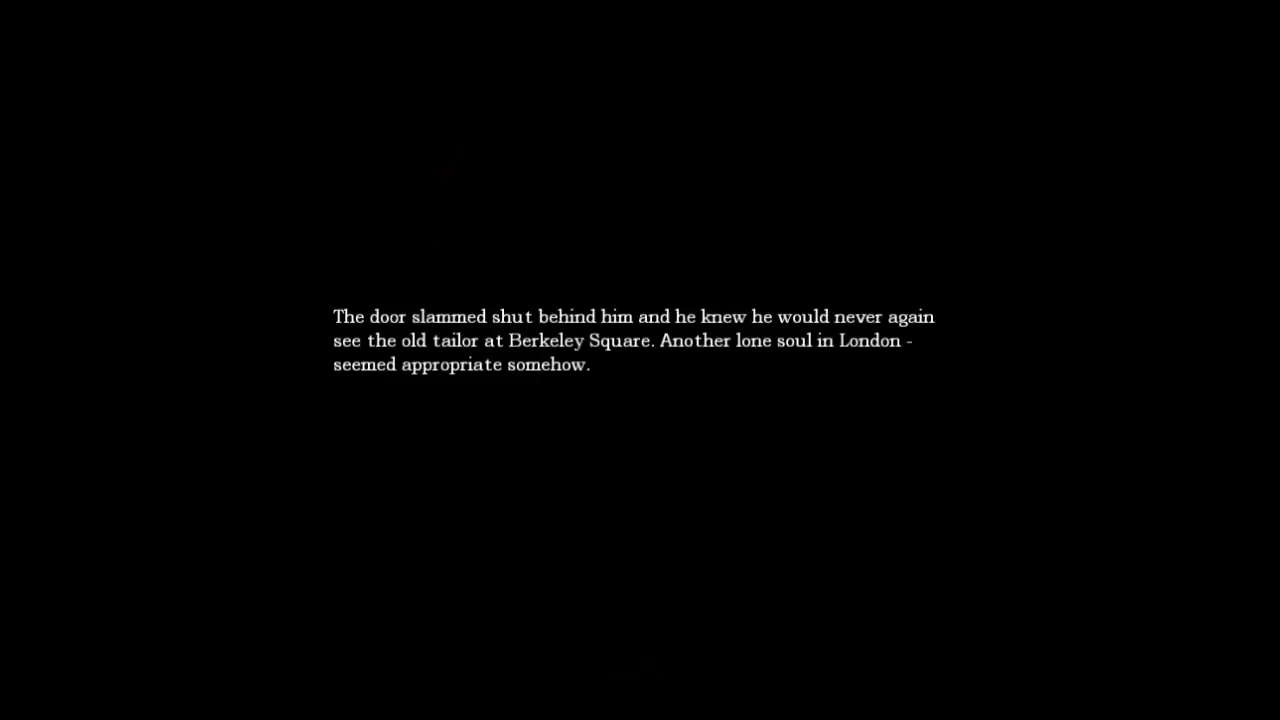 The door slammed shut behind him and he knew he would never again
see the old tailor at Berkeley Square. Another lone soul in London -
seemed appropriate somehow.